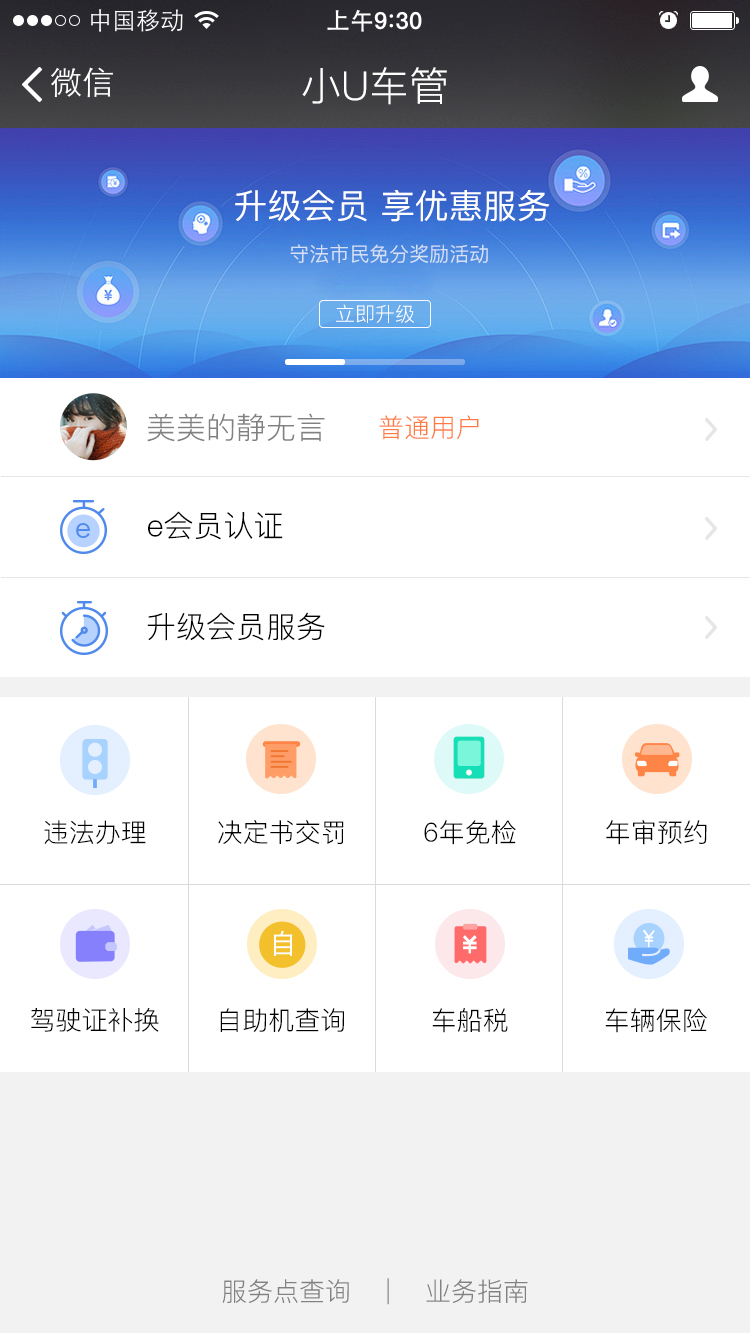 中国移动
上午9:30
微信
小U车管
升级会员 享优惠服务
守法市民免分奖励活动
立即升级
美美的静无言
普通用户
e
e会员认证
升级会员服务
违法办理
决定书交罚
6年免检
年审预约
自
驾驶证补换
自助机查询
车船税
车辆保险
服务点查询 | 业务指南